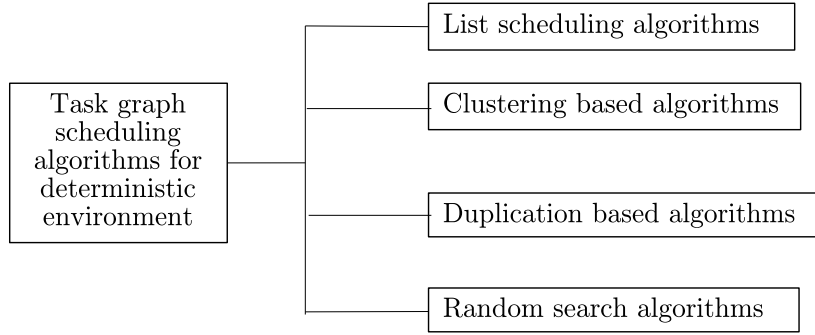 Task graph
scheduling
algorithms for
deterministic
environment
List scheduling algorithms
Clustering based algorithms
Duplication based algorithms
Random search algorithms